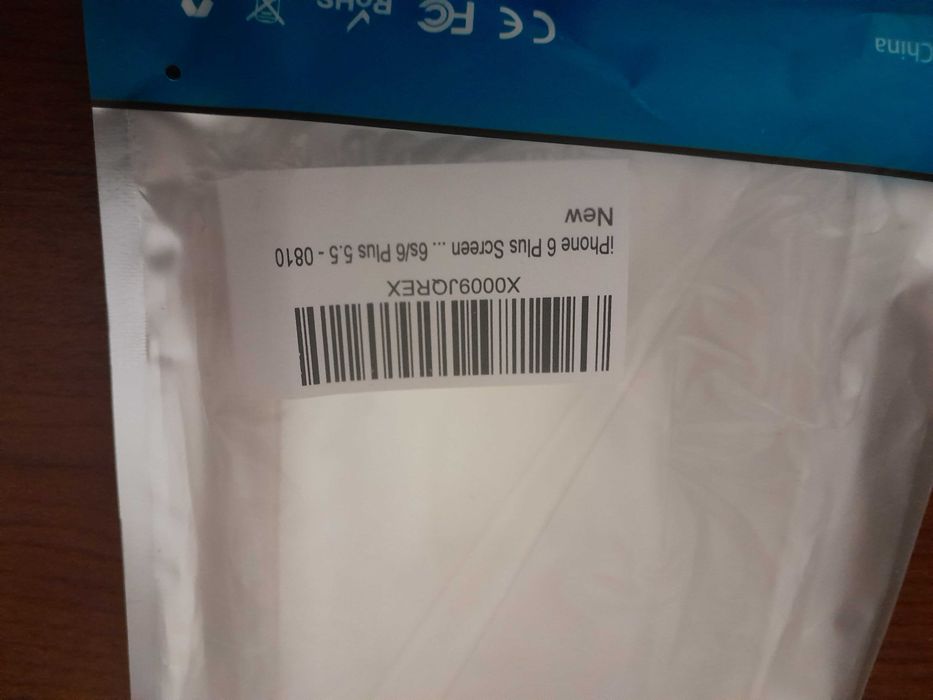 X0009JQREX
iPhone 6 Plus Screen ... 6s/6 Plus 5.5 - 0810
New
China
CE FC RoHS